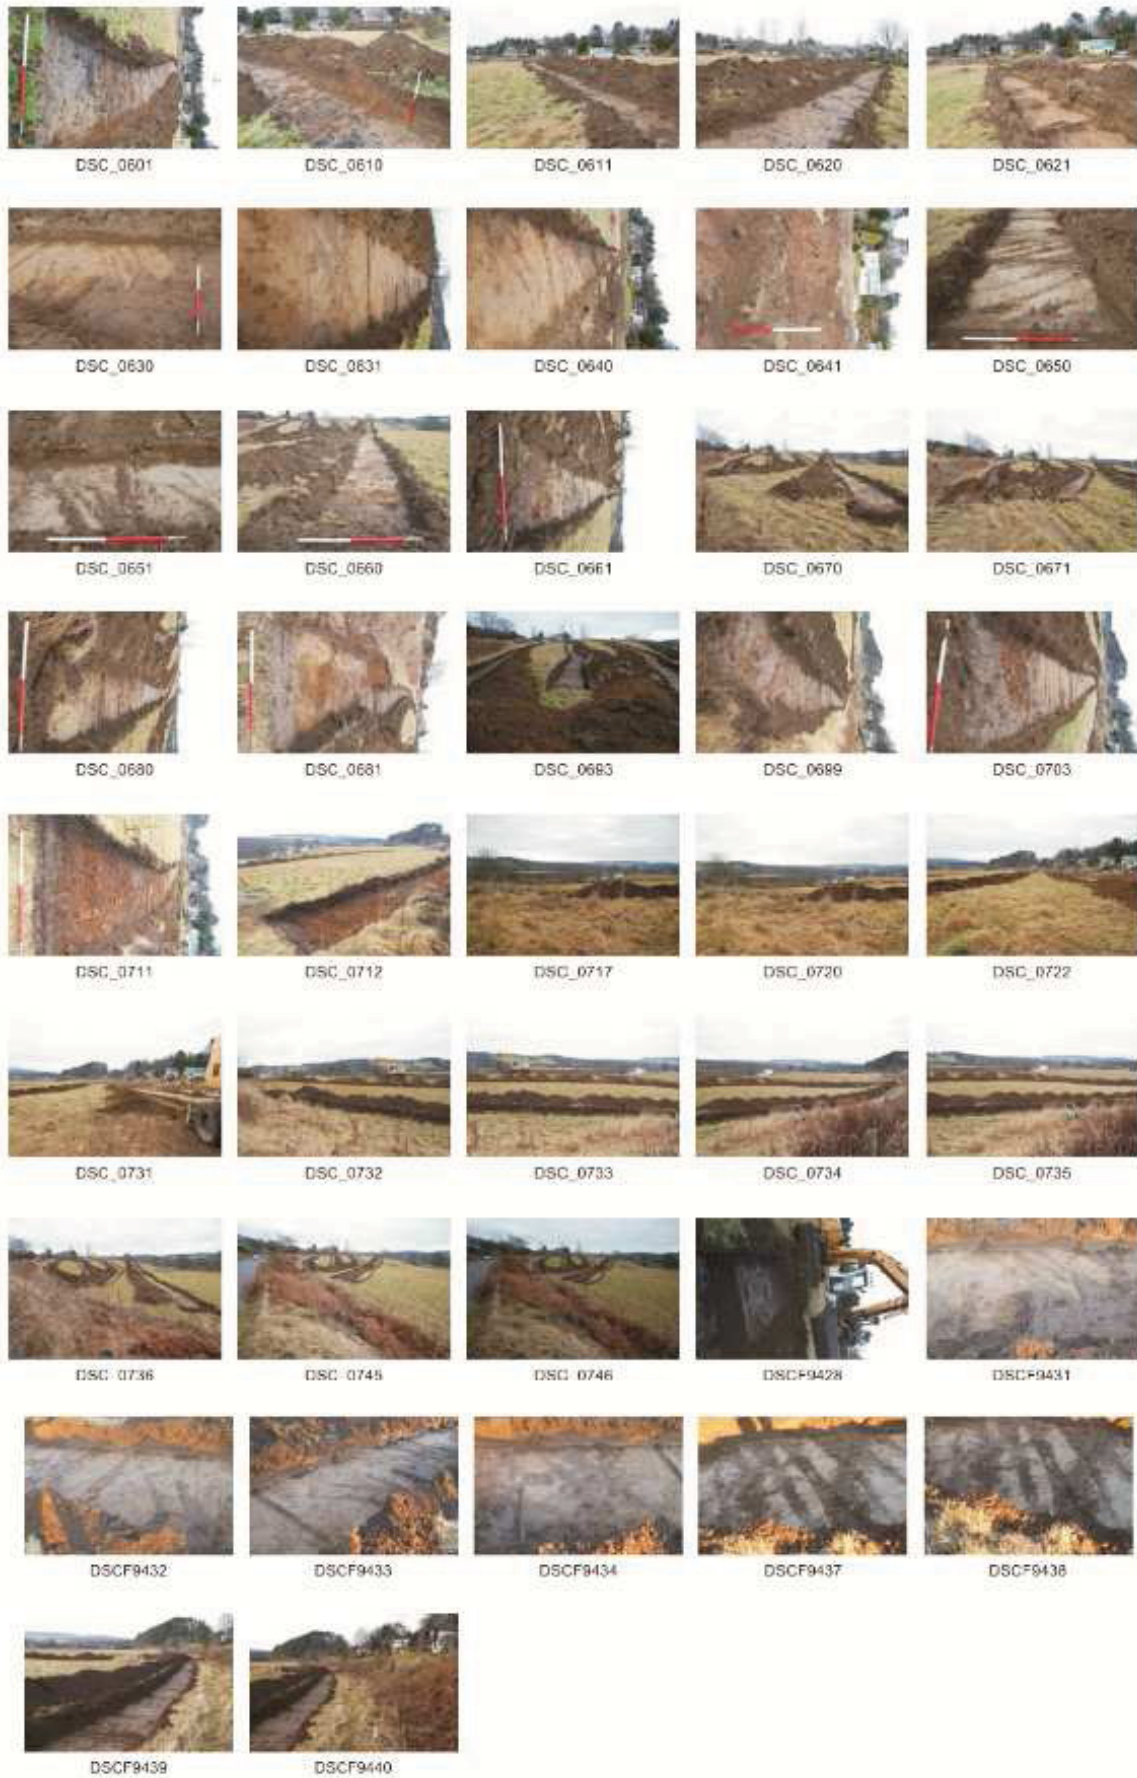 DSC_0601 DSC_0610 DSC_0611 DSC_0620 DSC_0621
DSC_0630 DSC_0631 DSC_0640 DSC_0641 DSC_0650
DSC_0651 DSC_0660 DSC_0661 DSC_0670 DSC_0671
DSC_0680 DSC_0681 DSC_0693 DSC_0699 DSC_0703
DSC_0711 DSC_0712 DSC_0717 DSC_0720 DSC_0722
DSC_0731 DSC_0732 DSC_0733 DSC_0734 DSC_0735
DSC_0736 DSC_0745 DSC_0746 DSCF9428 DSCF9431
DSCF9432 DSCF9433 DSCF9434 DSCF9437 DSCF9438
DSCF9439 DSCF9440